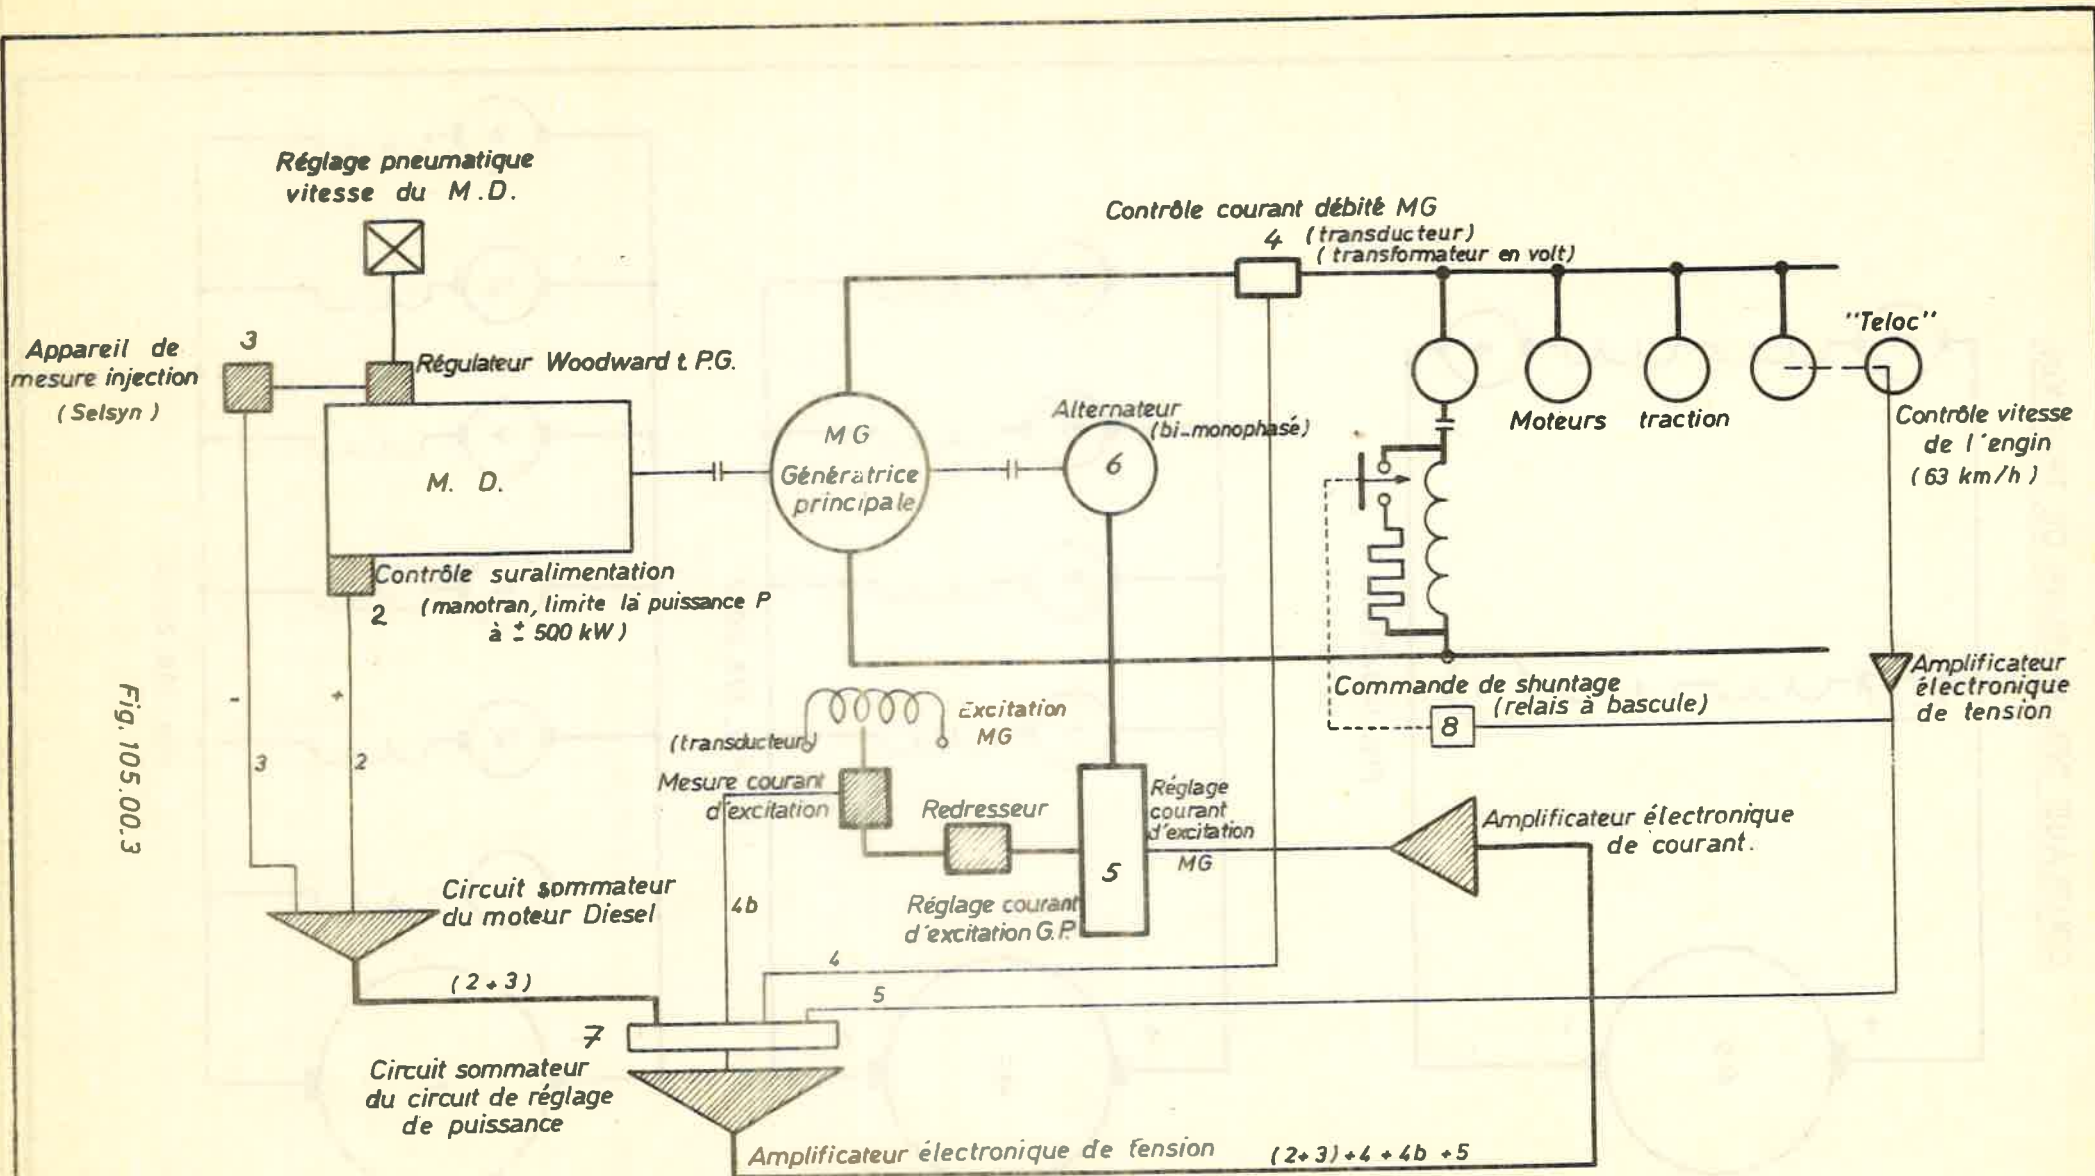 Réglage pneumatique
vitesse du M.D.
Contrôle courant débité MG
4 (transducteur)
(transformateur en volt)
"Teloc"
3
Appareil de
mesure injection
(Selsyn)
Régulateur Woodward t P.G.
M. D.
MG
Génératrice
principale
Alternateur
(bi-monophasé)
6
Moteurs traction
Contrôle vitesse
de l'engin
(63 km/h)
Contrôle suralimentation
2 (manotran, limite la puissance P
à ± 500 kW)
-
+
3
2
Fig. 105.00.3
Excitation
MG
(transducteur)
Mesure courant
d'excitation
Redresseur
Réglage
courant
d'excitation
MG
5
Réglage courant
d'excitation G.P.
Commande de shuntage
(relais à bascule)
8
Amplificateur
électronique
de tension
Amplificateur électronique
de courant.
Circuit sommateur
du moteur Diesel
4b
(2+3)
4
5
7
Circuit sommateur
du circuit de réglage
de puissance
Amplificateur électronique de tension (2+3)+4+4b+5